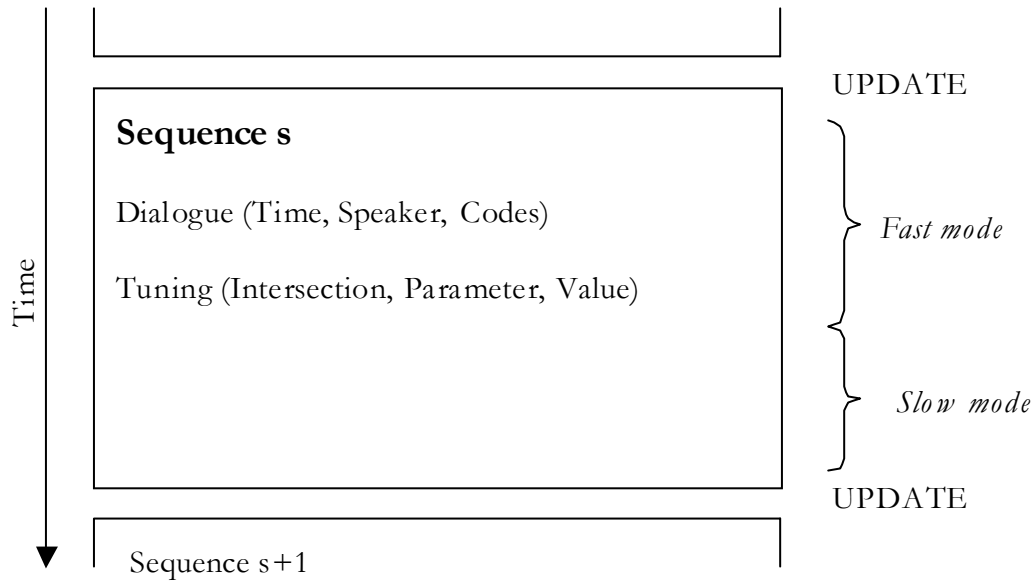 UPDATE
Sequence s
Dialogue (Time, Speaker, Codes)
Fast mode
Tuning (Intersection, Parameter, Value)
Time
Slow mode
UPDATE
Sequence s+1